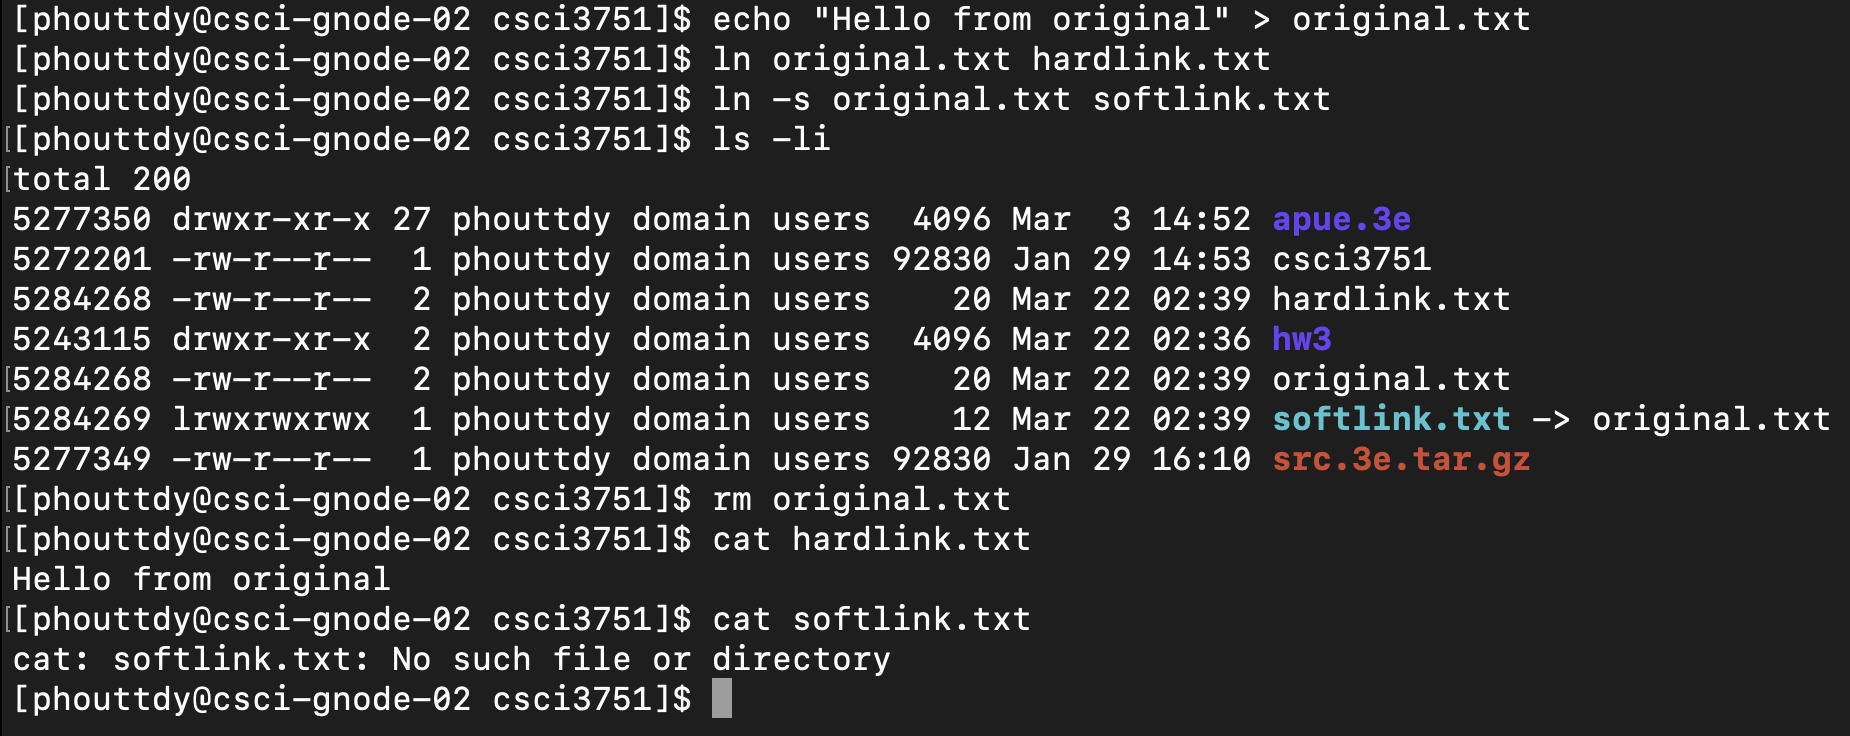 [phouttdy@csci-gnode-02 csci3751]$ echo "Hello from original" > original.txt
[phouttdy@csci-gnode-02 csci3751]$ ln original.txt hardlink.txt
[phouttdy@csci-gnode-02 csci3751]$ ln -s original.txt softlink.txt
[[phouttdy@csci-gnode-02 csci3751]$ ls -li
[total 200
5277350 drwxr-xr-x 27 phouttdy domain users  4096 Mar  3 14:52 apue.3e
5272201 -rw-r--r--  1 phouttdy domain users 92830 Jan 29 14:53 csci3751
5284268 -rw-r--r--  2 phouttdy domain users    20 Mar 22 02:39 hardlink.txt
5243115 drwxr-xr-x  2 phouttdy domain users  4096 Mar 22 02:36 hw3
[5284268 -rw-r--r--  2 phouttdy domain users    20 Mar 22 02:39 original.txt
[5284269 lrwxrwxrwx  1 phouttdy domain users    12 Mar 22 02:39 softlink.txt -> original.txt
5277349 -rw-r--r--  1 phouttdy domain users 92830 Jan 29 16:10 src.3e.tar.gz
[[phouttdy@csci-gnode-02 csci3751]$ rm original.txt
[[phouttdy@csci-gnode-02 csci3751]$ cat hardlink.txt
Hello from original
[[phouttdy@csci-gnode-02 csci3751]$ cat softlink.txt
cat: softlink.txt: No such file or directory
[phouttdy@csci-gnode-02 csci3751]$